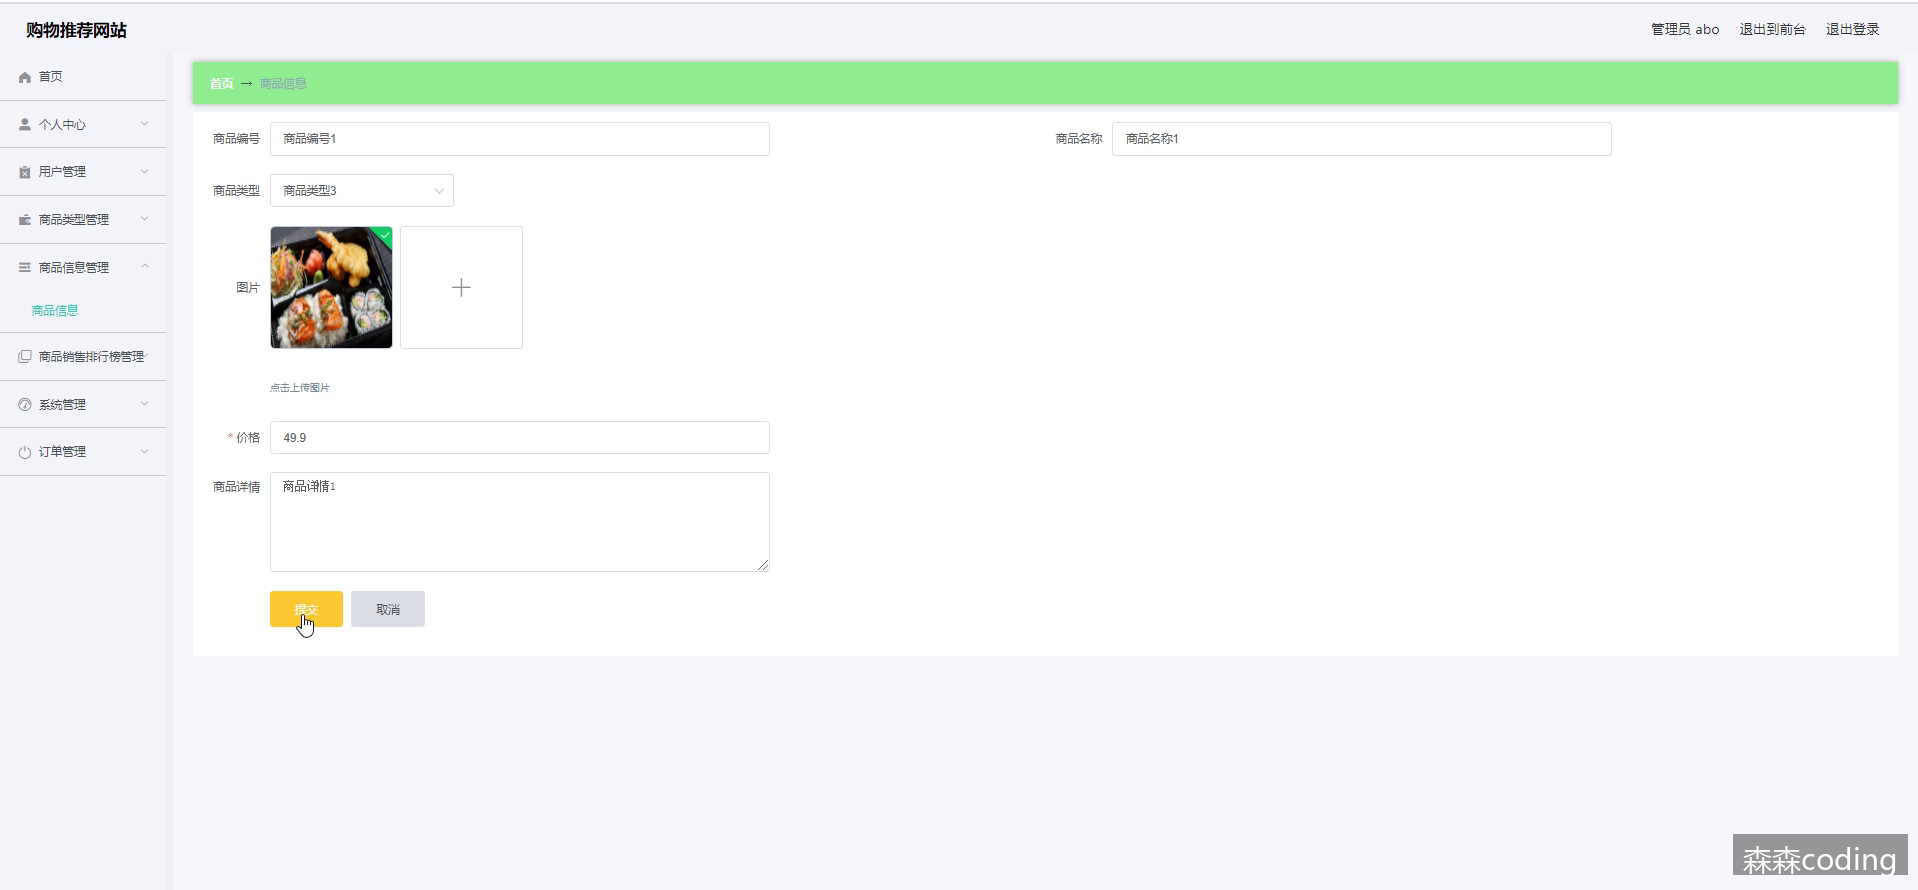 购物推荐网站
管理员 abo 退出到前台 退出登录
首页
个人中心
用户管理
商品类型管理
商品信息管理
商品信息
商品销售排行榜管理
系统管理
订单管理
首页 → 商品信息
商品编号 商品编号1 商品名称 商品名称1
商品类型 商品类型3
图片
点击上传图片
* 价格 49.9
商品详情 商品详情1
提交 取消
森森coding